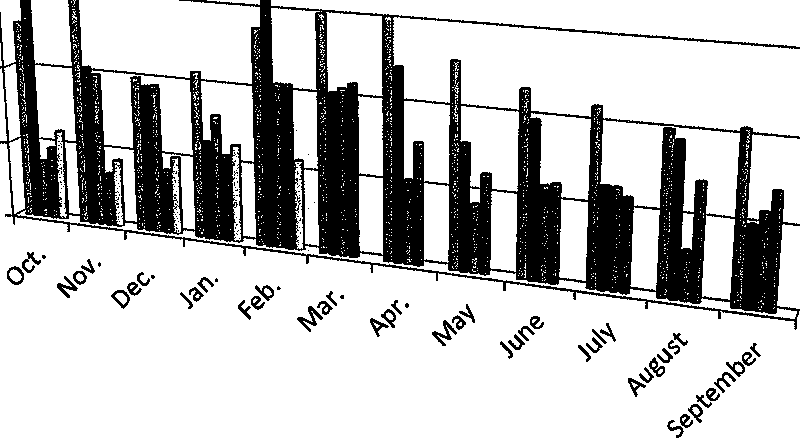 Oct.
Nov.
Dec.
Jan.
Feb.
Mar.
Apr.
May
June
July
August
September